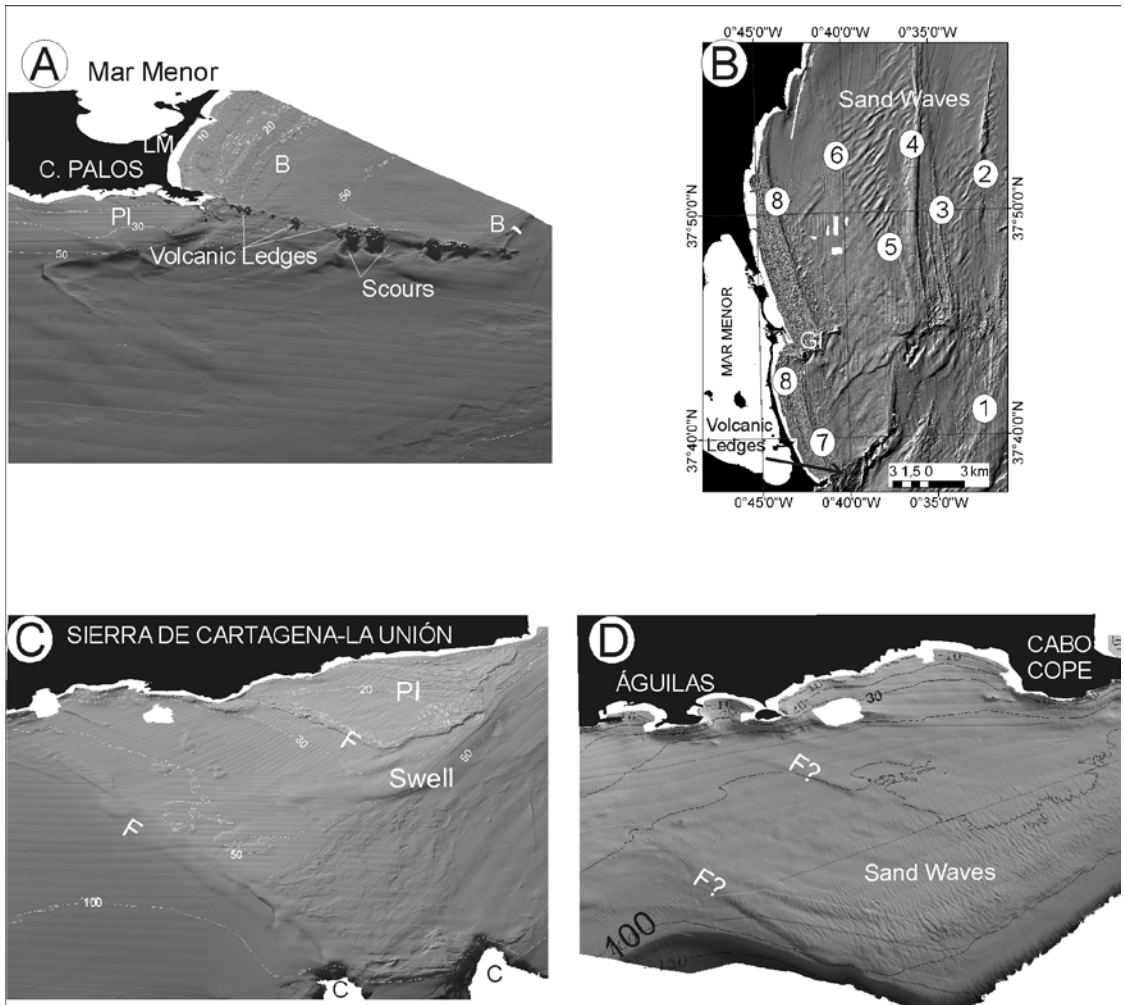 A
Mar Menor
LM
10
20
C. PALOS
B
50
PI
30
B
50
Volcanic Ledges
Scours
0°45'0"W 0°40'0"W 0°35'0"W
B
Sand Waves
4
6
2
8
3
37°50'0"N
37°50'0"N
5
MAR MENOR
GI
8
1
Volcanic
Ledges
7
37°40'0"N
37°40'0"N
3 1,5 0 3 km
0°45'0"W 0°40'0"W 0°35'0"W
C
SIERRA DE CARTAGENA-LA UNIÓN
20
PI
30
F
50
Swell
F
50
100
C
C
D
CABO
COPE
ÁGUILAS
10
10
30
F?
F?
Sand Waves
100